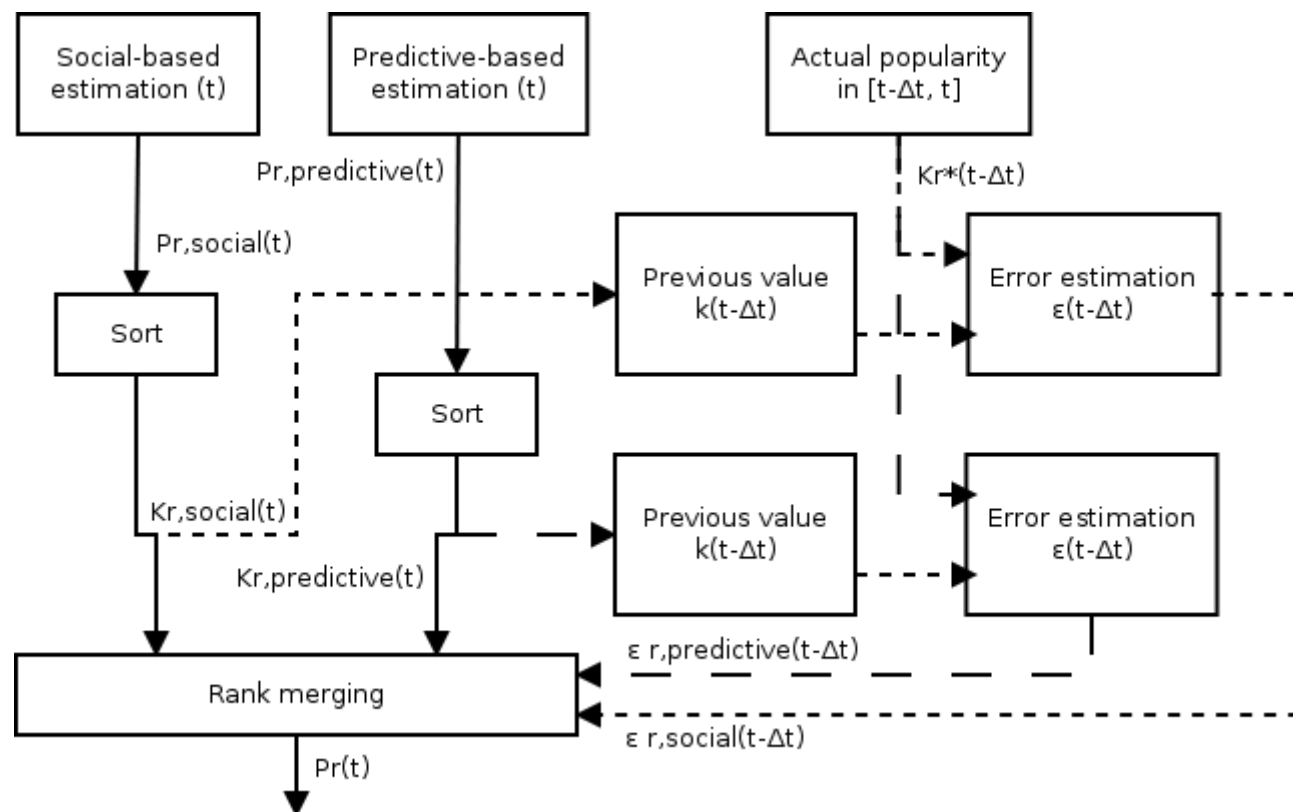 Social-based
estimation (t)
Predictive-based
estimation (t)
Actual popularity
in [t-Δt, t]
Pr,predictive(t)
Kr*(t-Δt)
Pr,social(t)
Previous value
k(t-Δt)
Error estimation
ε(t-Δt)
Sort
Sort
Kr,social(t)
Previous value
k(t-Δt)
Error estimation
ε(t-Δt)
Kr,predictive(t)
ε r,predictive(t-Δt)
Rank merging
ε r,social(t-Δt)
Pr(t)